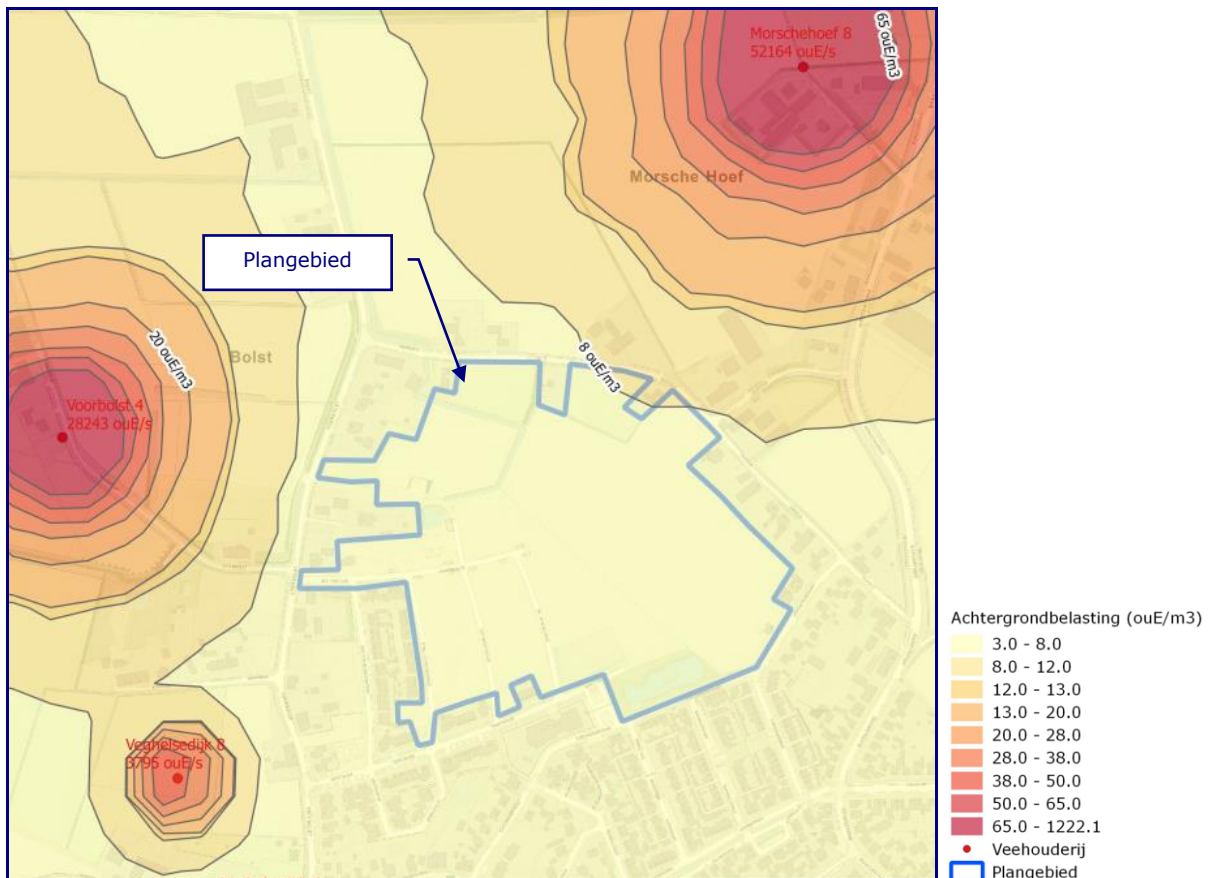 Morschehoef 8
52164 ouE/s
65 ouE/m3
Morsche Hoef
Plangebied
20 ouE/m3
Bolst
8 ouE/m3
Voorbolst 4
28243 ouE/s
Veghelsedijk 8
3795 ouE/s
Achtergrondbelasting (ouE/m3)
3.0 - 8.0
8.0 - 12.0
12.0 - 13.0
13.0 - 20.0
20.0 - 28.0
28.0 - 38.0
38.0 - 50.0
50.0 - 65.0
65.0 - 1222.1
Veehouderij
Plangebied